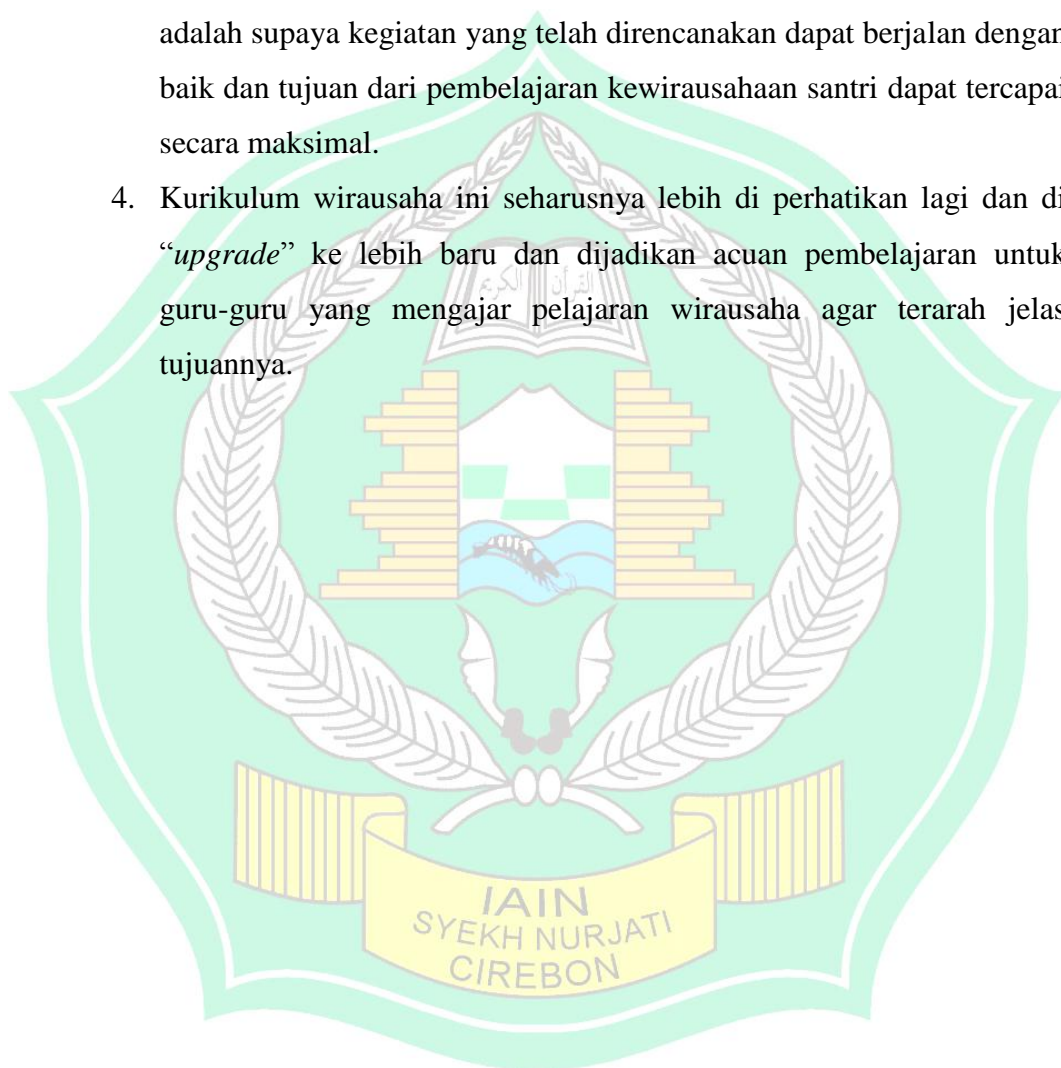 adalah supaya kegiatan yang telah direncanakan dapat berjalan dengan
baik dan tujuan dari pembelajaran kewirausahaan santri dapat tercapai
secara maksimal.
4. Kurikulum wirausaha ini seharusnya lebih di perhatikan lagi dan di
“upgrade” ke lebih baru dan dijadikan acuan pembelajaran untuk
guru-guru yang mengajar pelajaran wirausaha agar terarah jelas
tujuannya.
القرآن الكريم
IAIN
SYEKH NURJATI
CIREBON